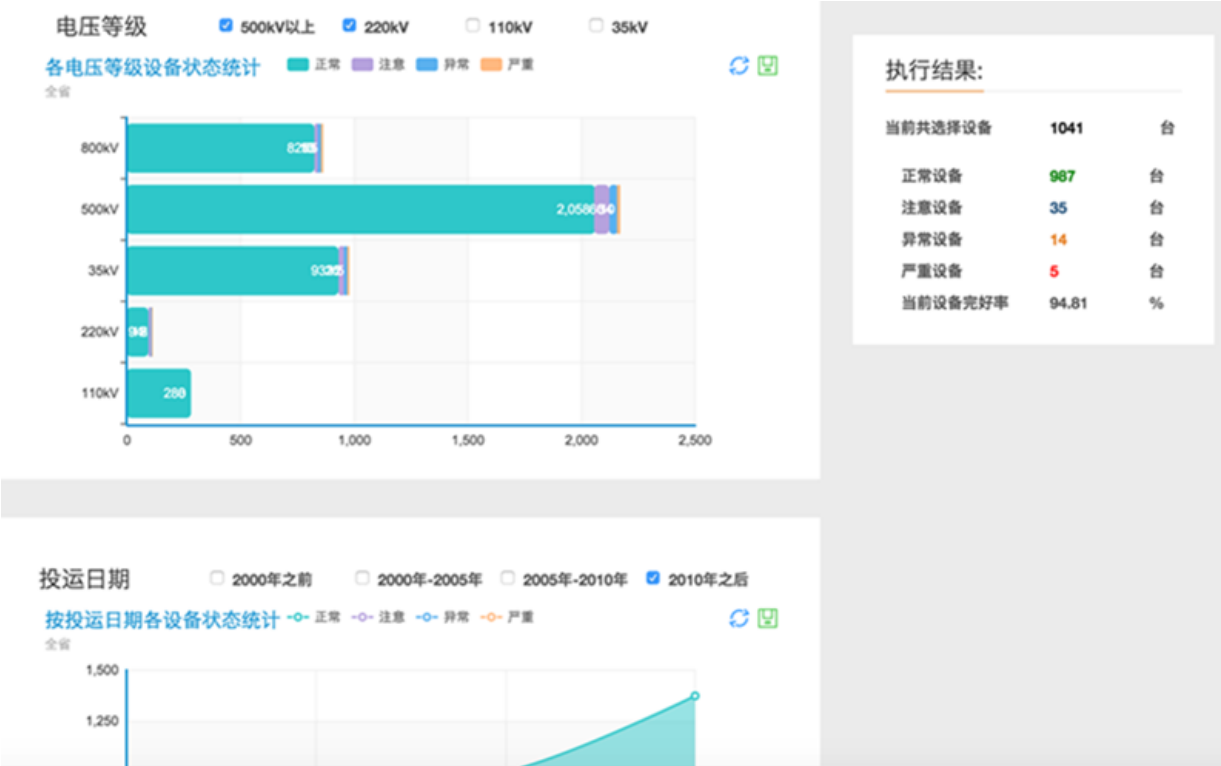 电压等级 500kV以上 220kV 110kV 35kV
各电压等级设备状态统计 正常 注意 异常 严重
全省
800kV
500kV
35kV
220kV
110kV 280
0 500 1,000 1,500 2,000 2,500
执行结果:
当前共选择设备 1041 台
正常设备 987 台
注意设备 35 台
异常设备 14 台
严重设备 5 台
当前设备完好率 94.81 %
投运日期 2000年之前 2000年-2005年 2005年-2010年 2010年之后
按投运日期各设备状态统计 正常 注意 异常 严重
全省
1,500
1,250